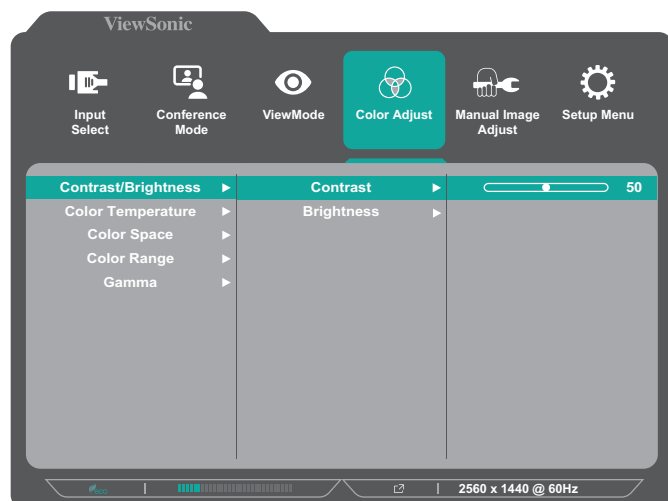 ViewSonic
Input
Select
Conference
Mode
ViewMode
Color Adjust
Manual Image
Adjust
Setup Menu
Contrast/Brightness
Contrast
50
Color Temperature
Brightness
Color Space
Color Range
Gamma
eco
2560 x 1440 @ 60Hz